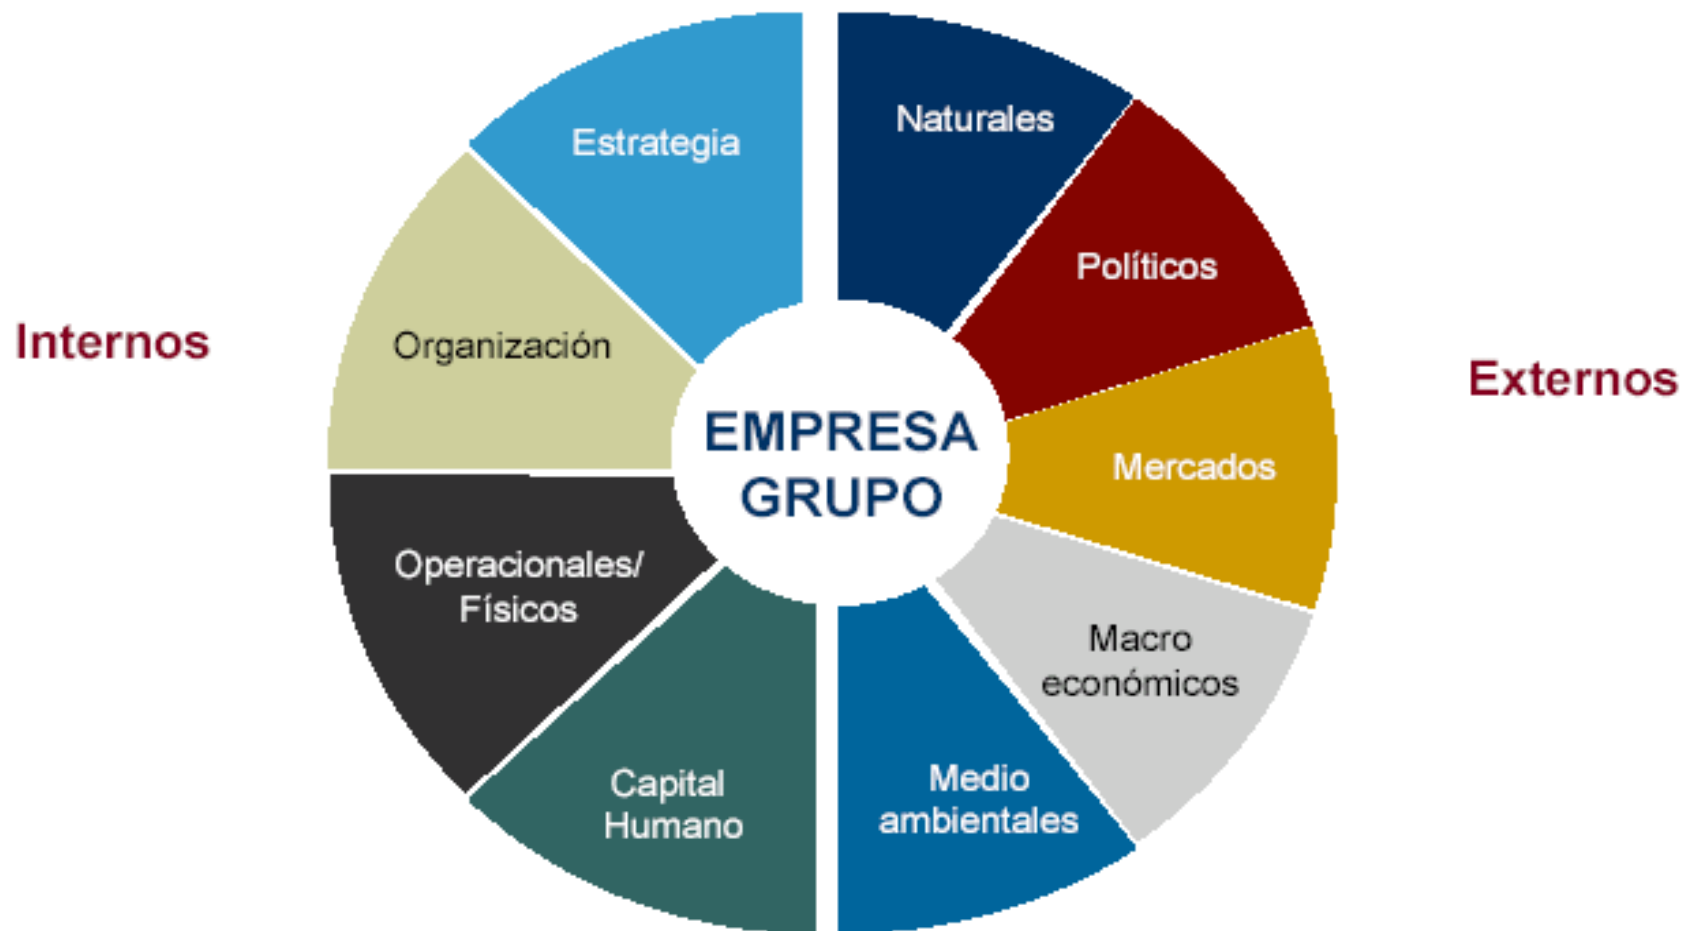 Estrategia
Naturales
Políticos
Internos
Organización
Externos
EMPRESA
GRUPO
Mercados
Operacionales/
Físicos
Macro
económicos
Capital
Humano
Medio
ambientales